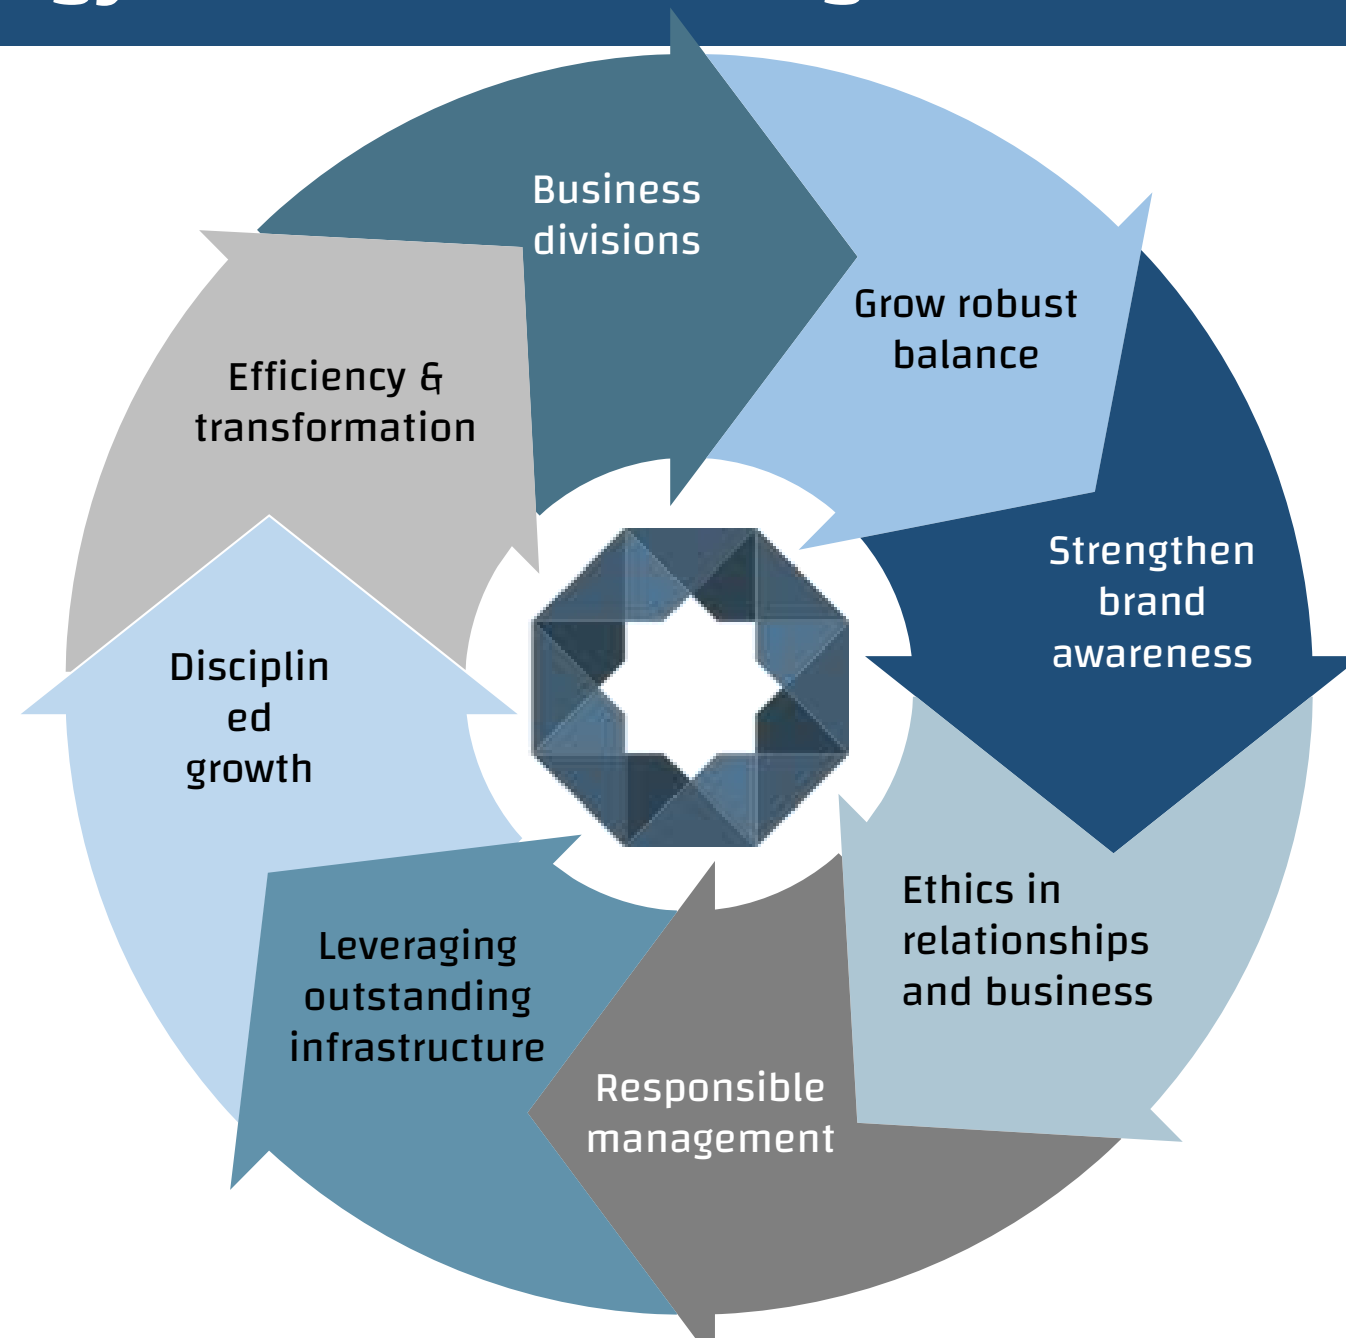 Business
divisions
Grow robust
balance
Strengthen
brand
awareness
Ethics in
relationships
and business
Responsible
management
Leveraging
outstanding
infrastructure
Disciplin
ed
growth
Efficiency &
transformation